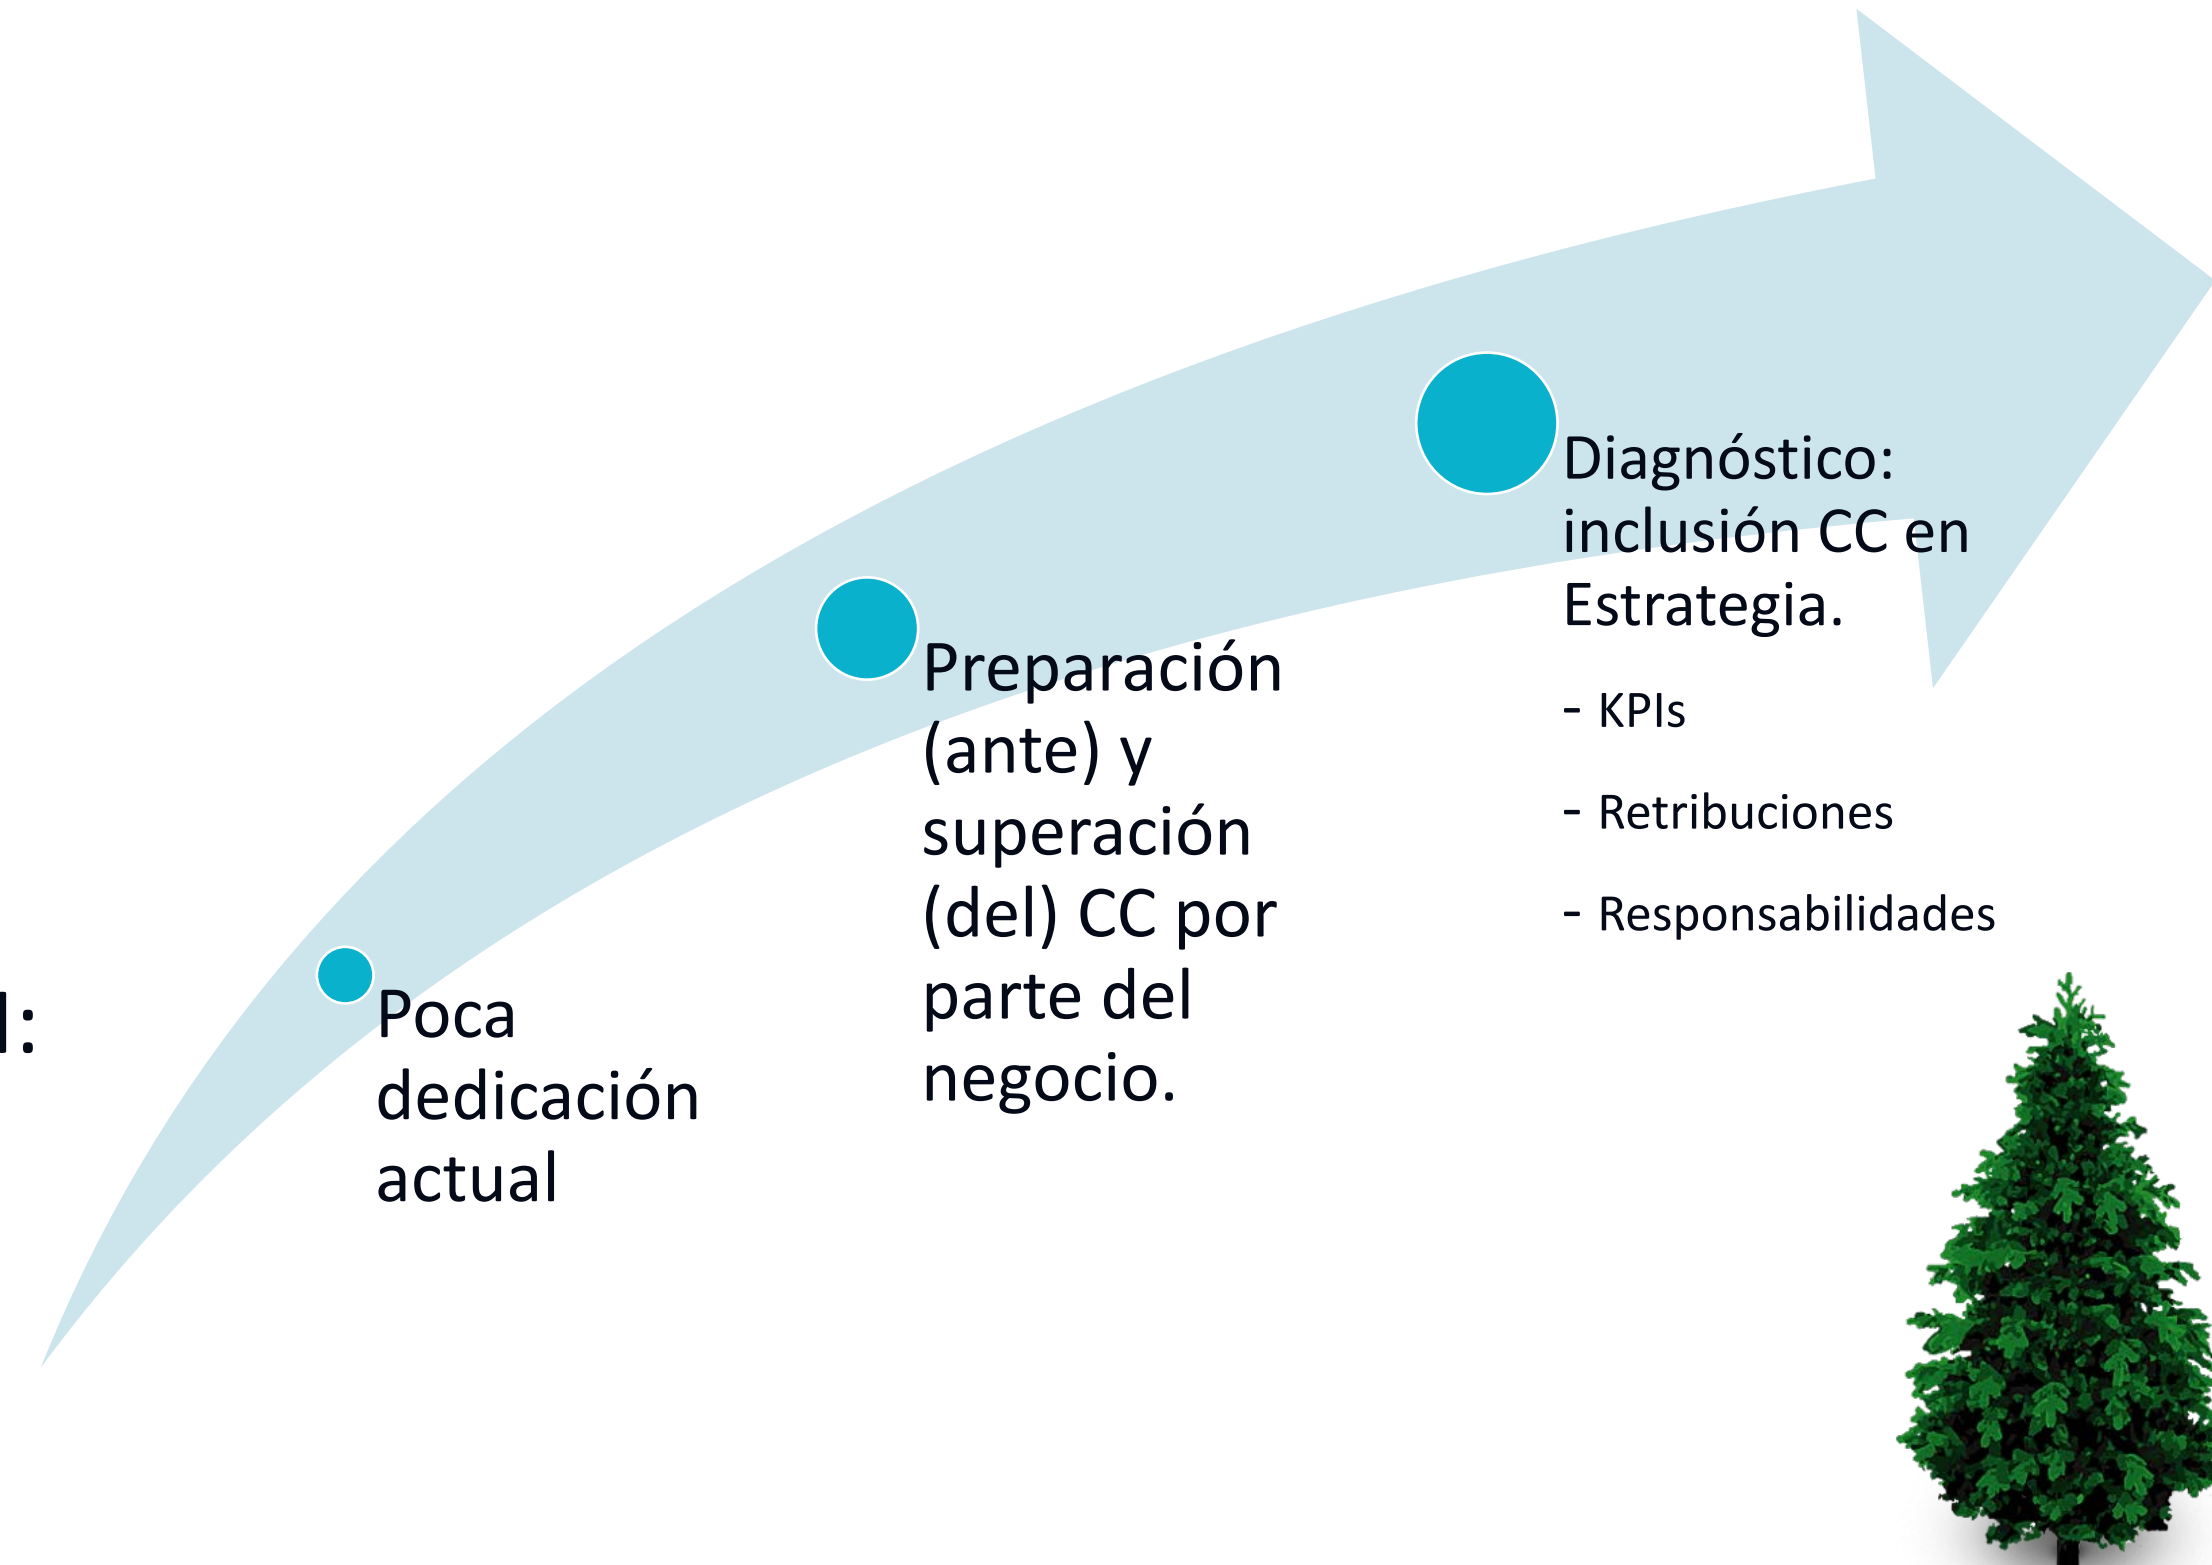 l:
Poca
dedicación
actual
Preparación
(ante) y
superación
(del) CC por
parte del
negocio.
Diagnóstico:
inclusión CC en
Estrategia.
- KPIs
- Retribuciones
- Responsabilidades